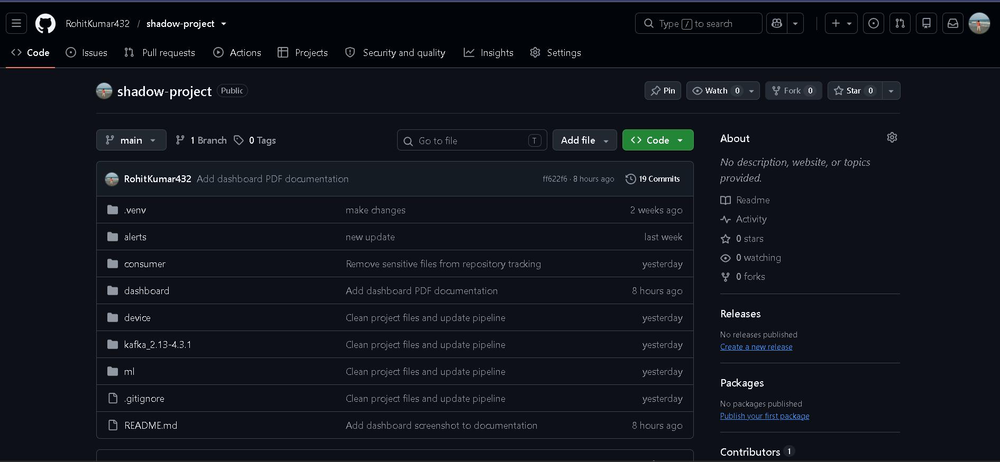 RohitKumar432 / shadow-project
Type / to search
Code
Issues
Pull requests
Actions
Projects
Security and quality
Insights
Settings
shadow-project Public
Pin
Watch 0
Fork 0
Star 0
main
1 Branch
0 Tags
Go to file T
Add file
Code
RohitKumar432 Add dashboard PDF documentation ff622f6 · 8 hours ago 19 Commits
.venv make changes 2 weeks ago
alerts new update last week
consumer Remove sensitive files from repository tracking yesterday
dashboard Add dashboard PDF documentation 8 hours ago
device Clean project files and update pipeline yesterday
kafka_2.13-4.3.1 Clean project files and update pipeline yesterday
ml Clean project files and update pipeline yesterday
.gitignore Clean project files and update pipeline yesterday
README.md Add dashboard screenshot to documentation 8 hours ago
About
No description, website, or topics
provided.
Readme
Activity
0 stars
0 watching
0 forks
Releases
No releases published
Create a new release
Packages
No packages published
Publish your first package
Contributors 1